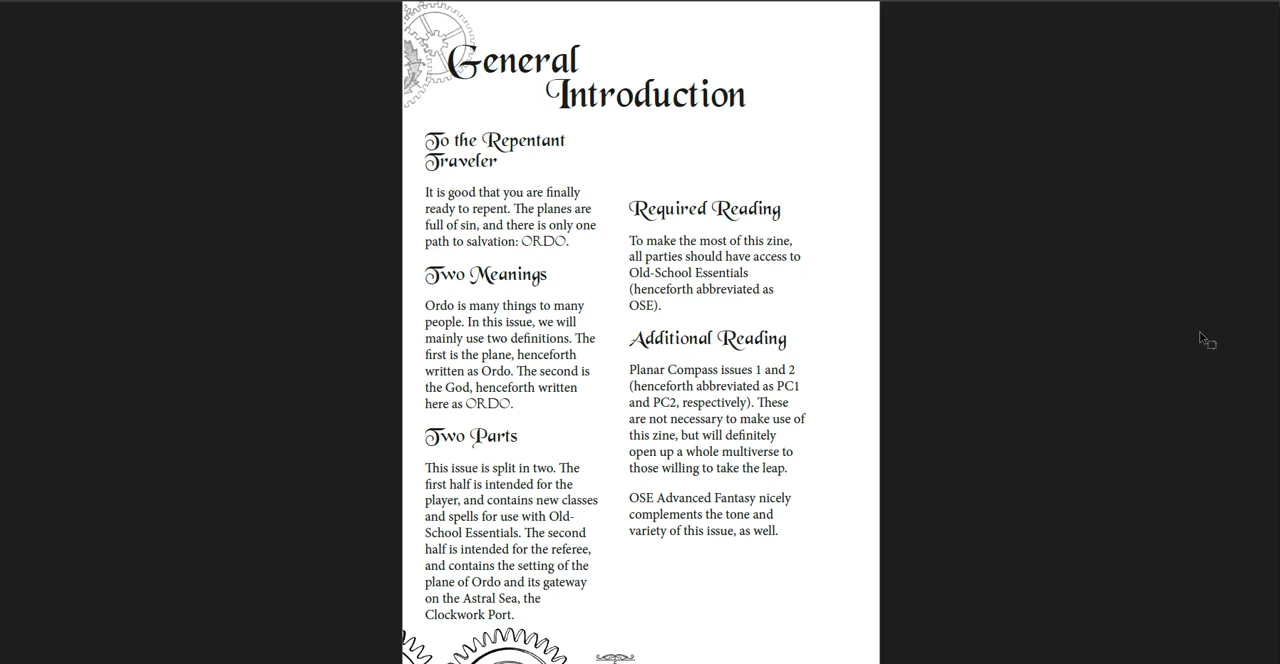 General
Introduction
To the Repentant
Traveler
It is good that you are finally
ready to repent. The planes are
full of sin, and there is only one
path to salvation: ORDO.
Two Meanings
Ordo is many things to many
people. In this issue, we will
mainly use two definitions. The
first is the plane, henceforth
written as Ordo. The second is
the God, henceforth written
here as ORDO.
Two Parts
This issue is split in two. The
first half is intended for the
player, and contains new classes
and spells for use with Old-
School Essentials. The second
half is intended for the referee,
and contains the setting of the
plane of Ordo and its gateway
on the Astral Sea, the
Clockwork Port.
Required Reading
To make the most of this zine,
all parties should have access to
Old-School Essentials
(henceforth abbreviated as
OSE).
Additional Reading
Planar Compass issues 1 and 2
(henceforth abbreviated as PC1
and PC2, respectively). These
are not necessary to make use of
this zine, but will definitely
open up a whole multiverse to
those willing to take the leap.
OSE Advanced Fantasy nicely
complements the tone and
variety of this issue, as well.